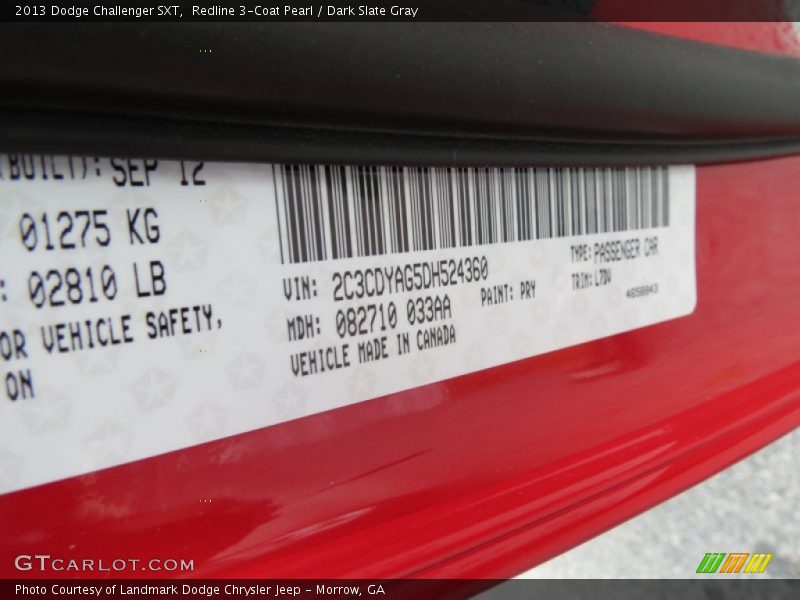 2013 Dodge Challenger SXT,  Redline 3-Coat Pearl / Dark Slate Gray
(BUILT): SEP 12
01275 KG
: 02810 LB
OR VEHICLE SAFETY,
ON
VIN: 2C3CDYAG5DH524360
MDH: 082710 033AA
VEHICLE MADE IN CANADA
PAINT: PRY
TYPE: PASSENGER CAR
TRIM: L7DV
4658043
GTCARLOT.COM
Photo Courtesy of Landmark Dodge Chrysler Jeep - Morrow, GA